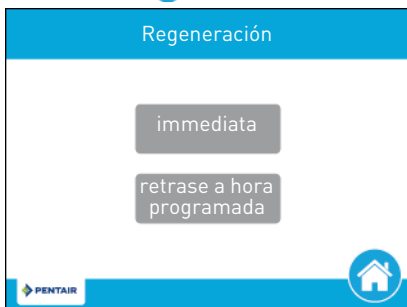 Regeneración
immediata
retrase a hora
programada
PENTAIR